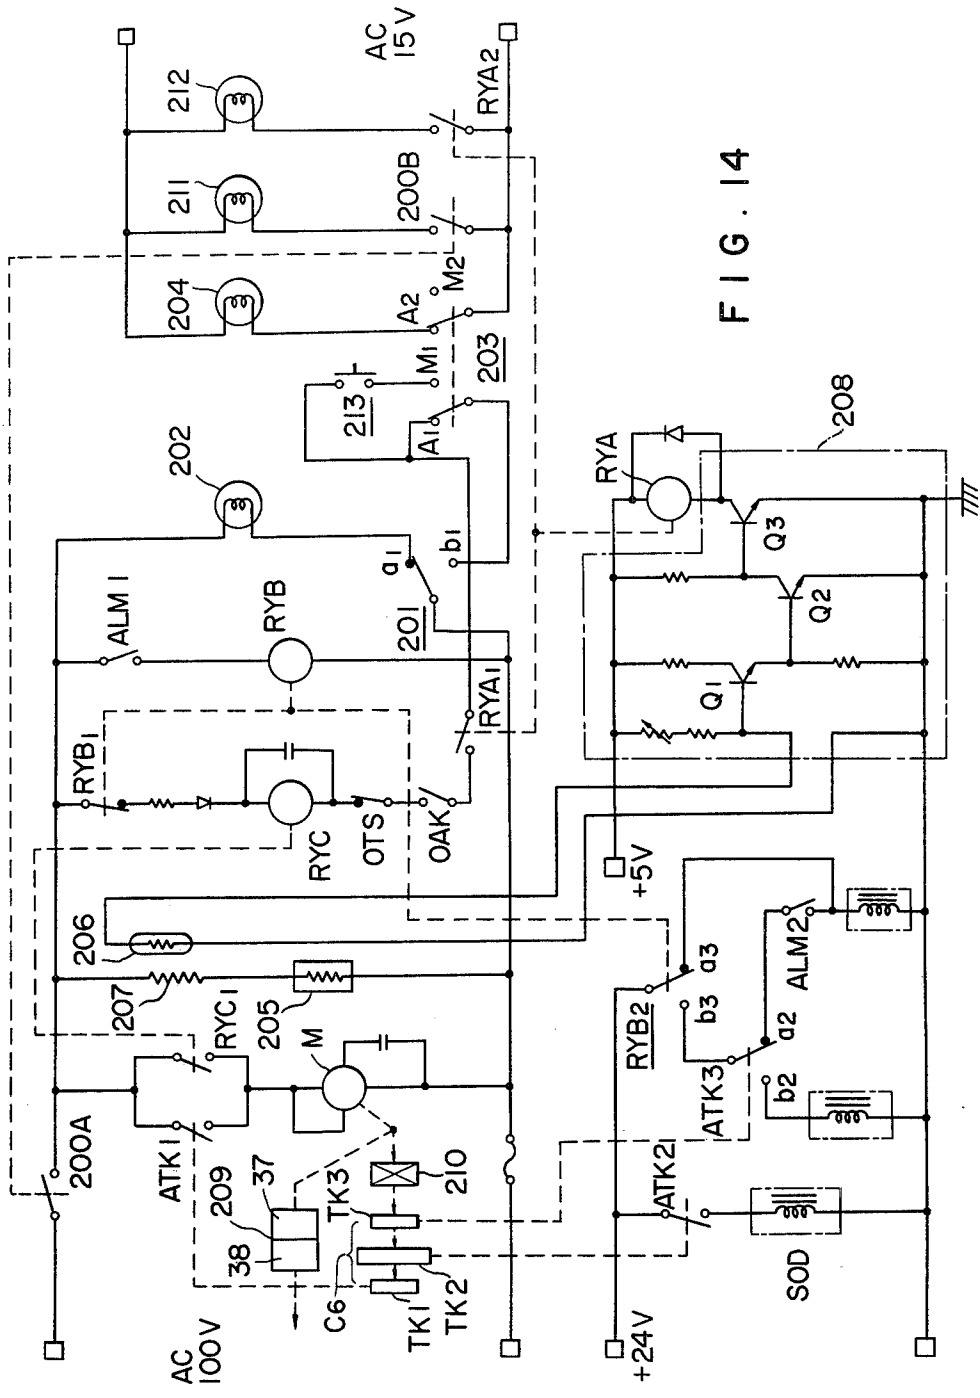 AC
100V
200A
ATK1
RYC1
207
206
205
M
209
37
38
210
C6
TK3
TK1
TK2
RYB1
RYC
OTS
OAK
ALM1
RYB
RYA1
202
201
a1
b1
213
A1
M1
203
204
A2
M2
211
200B
212
RYA2
AC
15V
+24V
SOD
ATK2
ATK3
b2
a2
RYB2
b3
a3
ALM2
+5V
Q1
Q2
Q3
RYA
208
FIG. 14